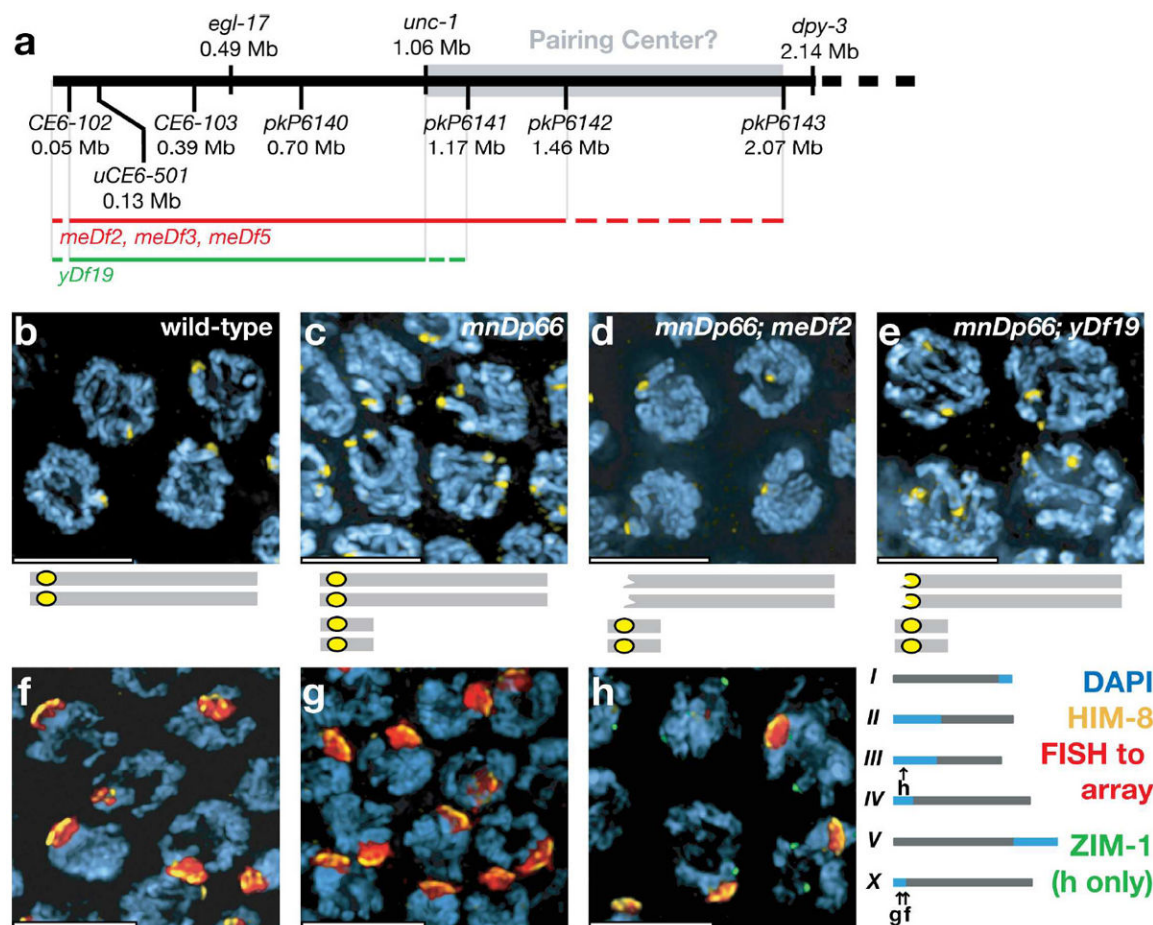 a
egl-17
0.49 Mb
unc-1
1.06 Mb
Pairing Center?
dpy-3
2.14 Mb
CE6-102
0.05 Mb
uCE6-501
0.13 Mb
CE6-103
0.39 Mb
pkP6140
0.70 Mb
pkP6141
1.17 Mb
pkP6142
1.46 Mb
pkP6143
2.07 Mb
meDf2, meDf3, meDf5
yDf19
b wild-type
c mnDp66
d mnDp66; meDf2
e mnDp66; yDf19
f
g
h
I
II
III
h
IV
V
X
g f
DAPI
HIM-8
FISH to
array
ZIM-1
(h only)